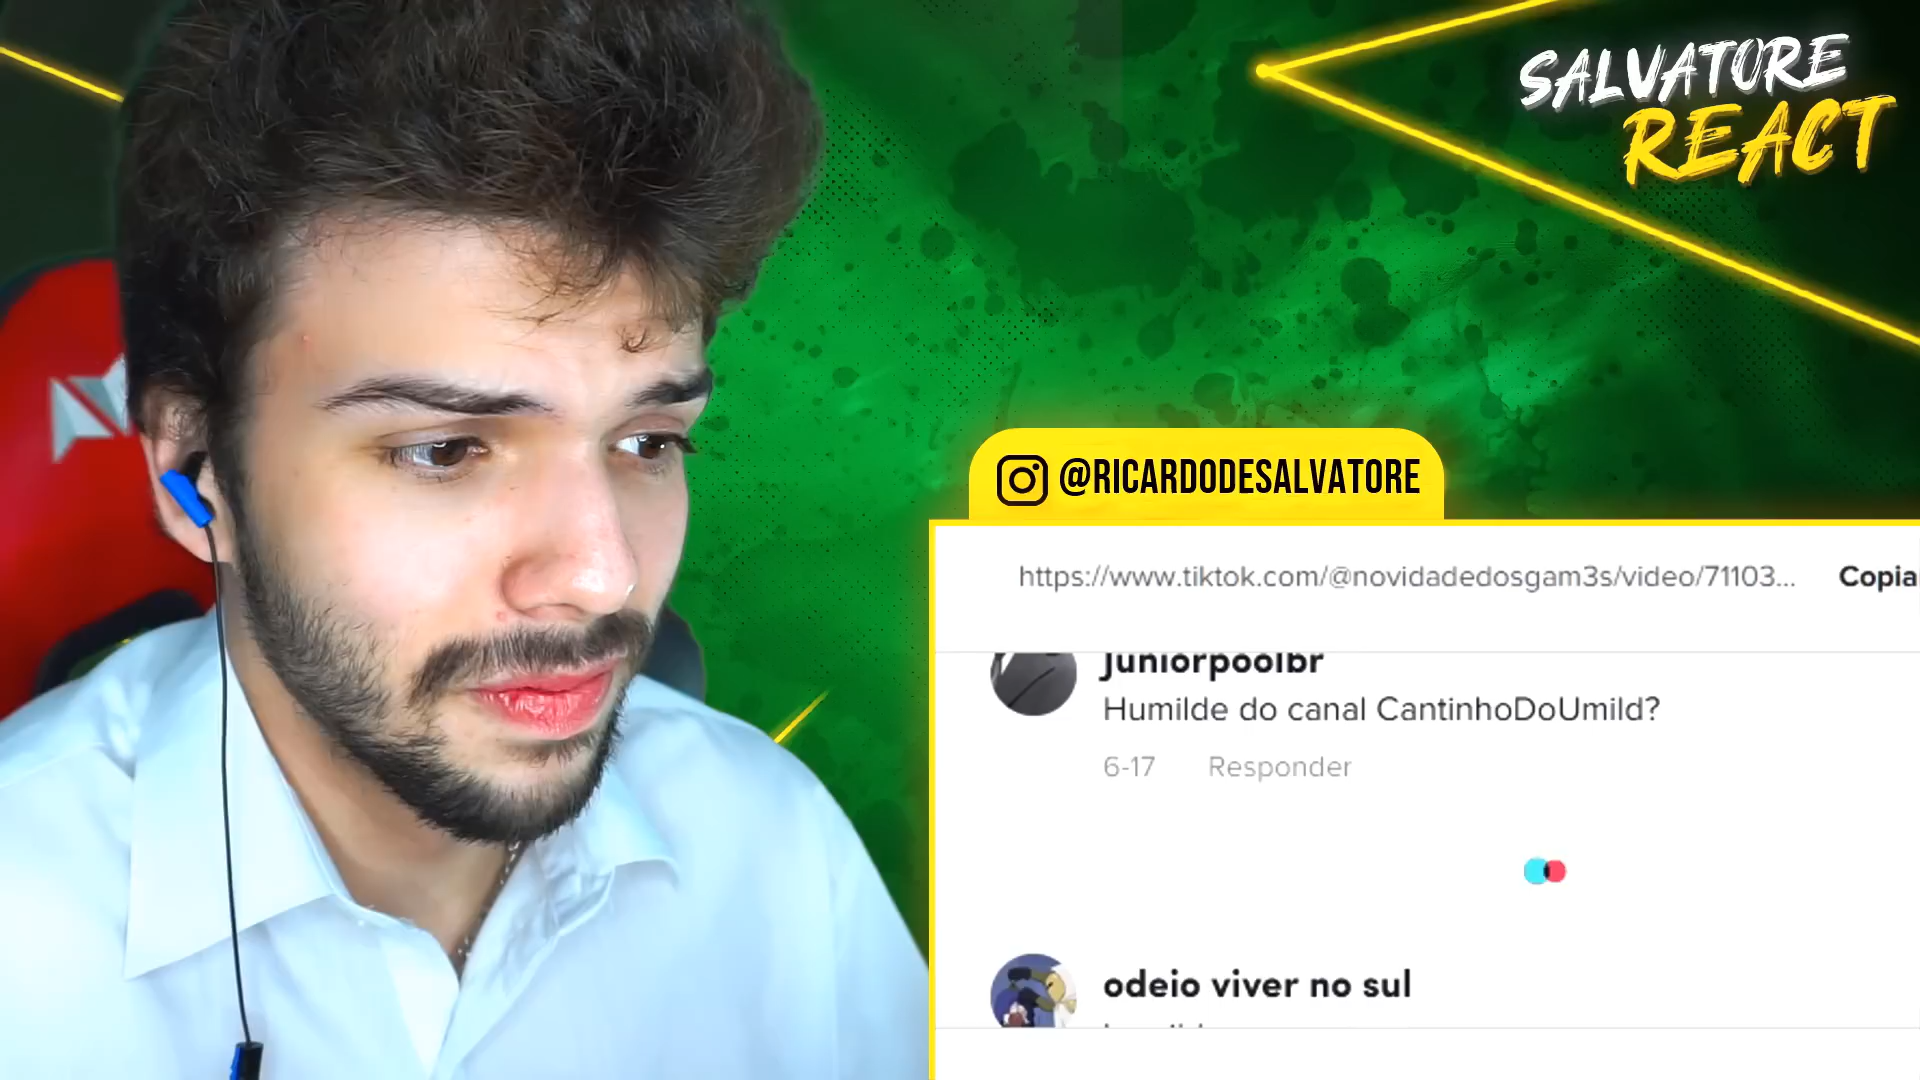 SALVATORE
REACT
@RICARDODESALVATORE
https://www.tiktok.com/@novidadedosgam3s/video/71103...
Copia
Juniorpoolbr
Humilde do canal CantinhoDoUmild?
6-17 Responder
odeio viver no sul